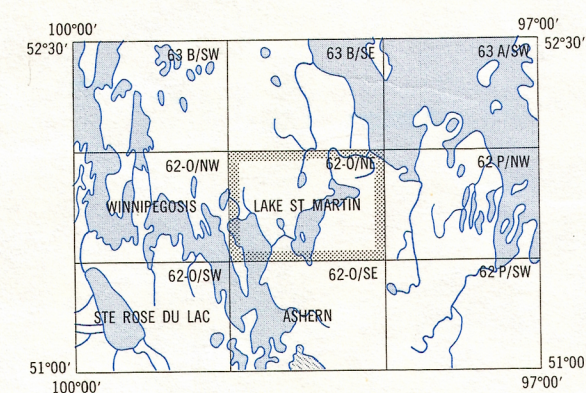 100°00' 97°00'
52°30' 52°30'
63 B/SW 63 B/SE 63 A/SW
62-O/NW 62-O/NE 62 P/NW
WINNIPEGOSIS LAKE ST MARTIN
62-O/SW 62-O/SE 62 P/SW
STE ROSE DU LAC ASHERN
51°00' 51°00
100°00' 97°00'